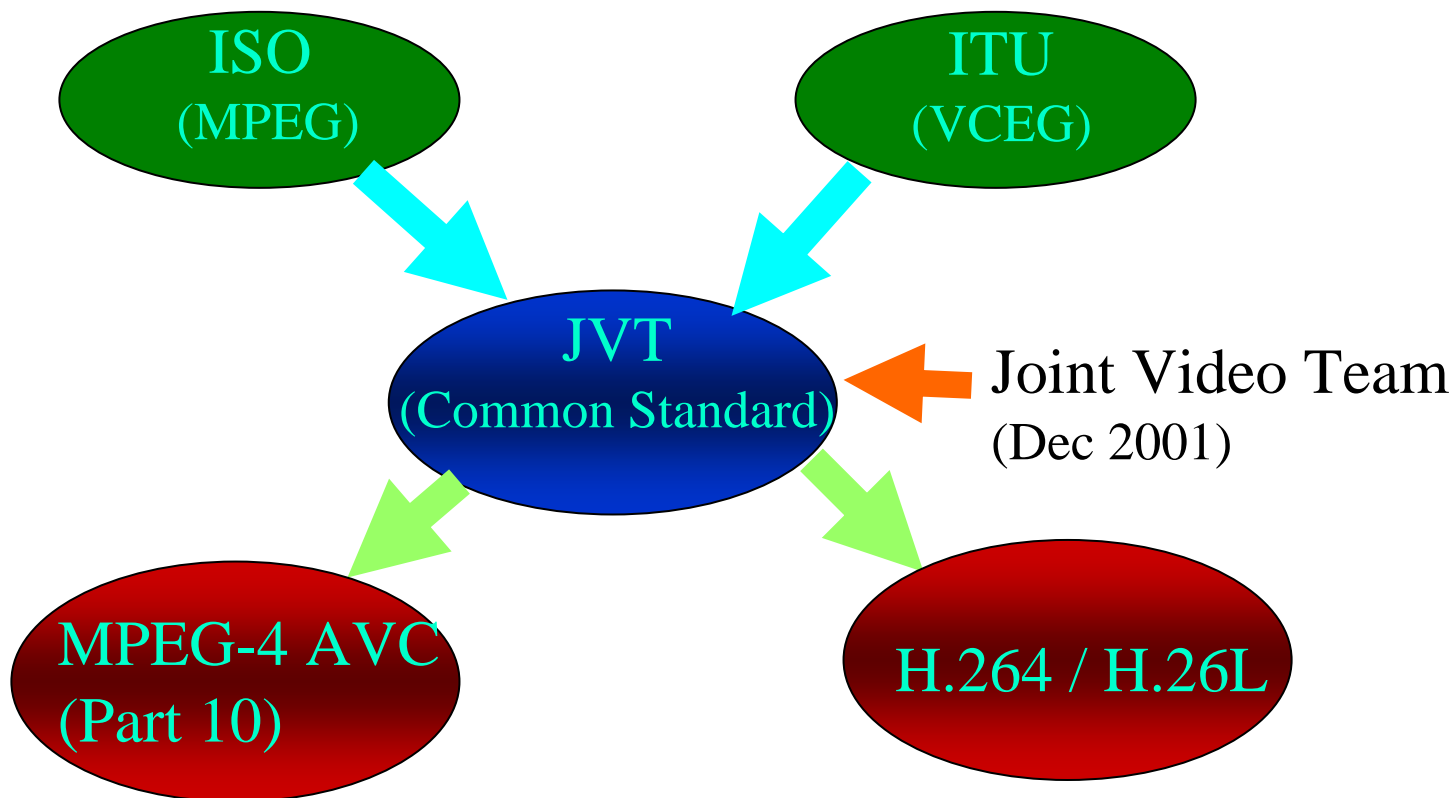 ISO
(MPEG)
ITU
(VCEG)
JVT
(Common Standard)
Joint Video Team
(Dec 2001)
MPEG-4 AVC
(Part 10)
H.264 / H.26L